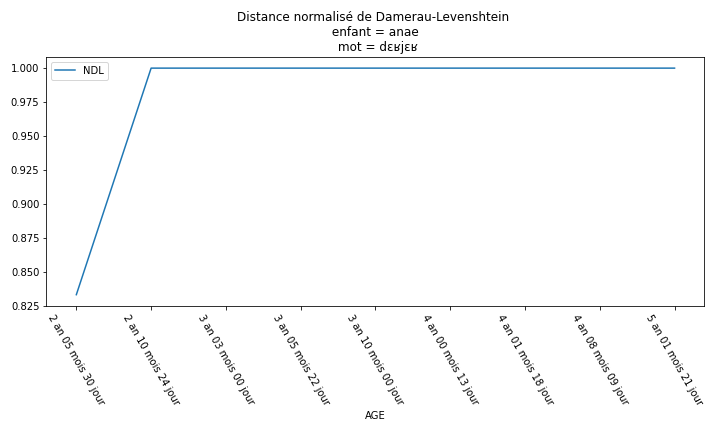 Distance normalisé de Damerau-Levenshtein
enfant = anae
mot = dɛʁjɛʁ
NDL
1.000
0.975
0.950
0.925
0.900
0.875
0.850
0.825
2 an 05 mois 30 jour
2 an 10 mois 24 jour
3 an 03 mois 00 jour
3 an 05 mois 22 jour
3 an 10 mois 00 jour
4 an 00 mois 13 jour
4 an 01 mois 18 jour
4 an 08 mois 09 jour
5 an 01 mois 21 jour
AGE